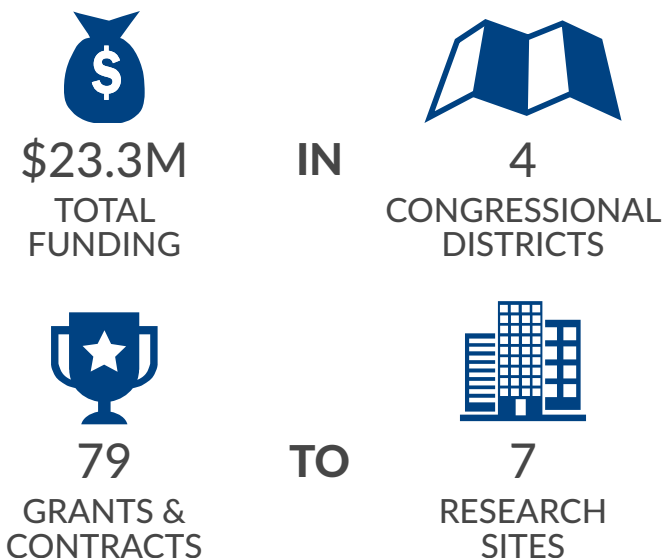 $
$23.3M IN 4
TOTAL FUNDING
CONGRESSIONAL DISTRICTS
79 TO 7
GRANTS & CONTRACTS
RESEARCH SITES